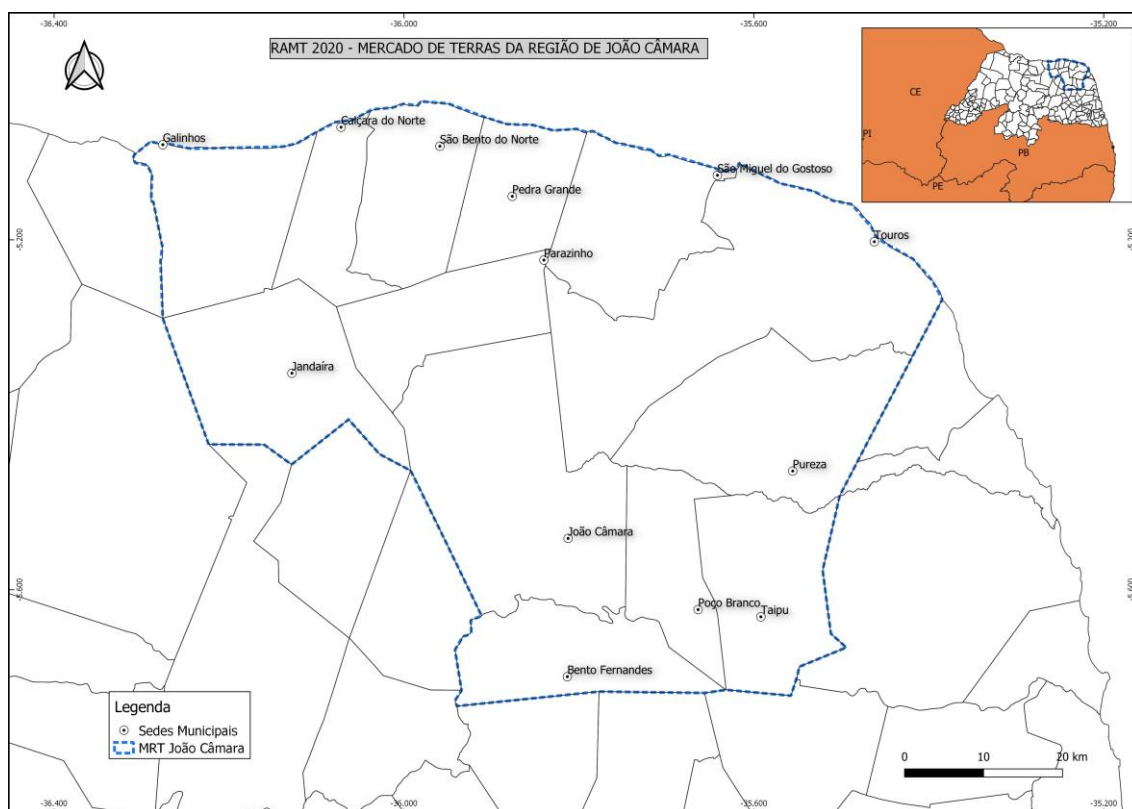 -36.400 -36.000 -35.600 -35.200
RAMT 2020 - MERCADO DE TERRAS DA REGIÃO DE JOÃO CÂMARA
CE
PI
PB
PE
Galinhos
Caiçara do Norte
São Bento do Norte
São Miguel do Gostoso
Pedra Grande
Touros
-5.200
-5.200
Parazinho
Jandaíra
Pureza
João Câmara
-5.600
-5.600
Poço Branco
Taipu
Bento Fernandes
Legenda
Sedes Municipais
MRT João Câmara
0 10 20 km
-36.400 -36.000 -35.600 -35.200